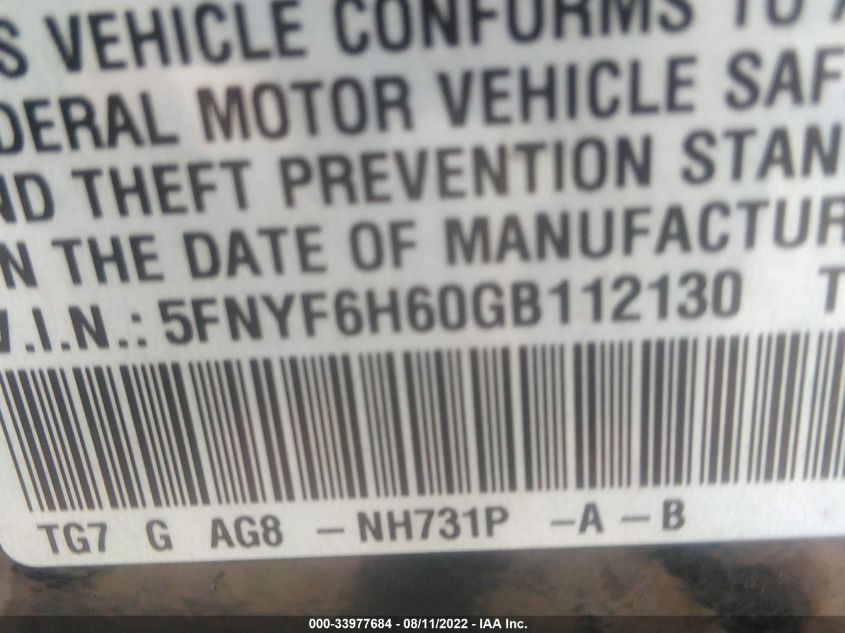 S VEHICLE CONFORMS TO A
DERAL MOTOR VEHICLE SAF
ND THEFT PREVENTION STAN
N THE DATE OF MANUFACTUR
V.I.N.: 5FNYF6H60GB112130 T
TG7 G AG8 – NH731P – A – B
000-33977684 - 08/11/2022 - IAA Inc.